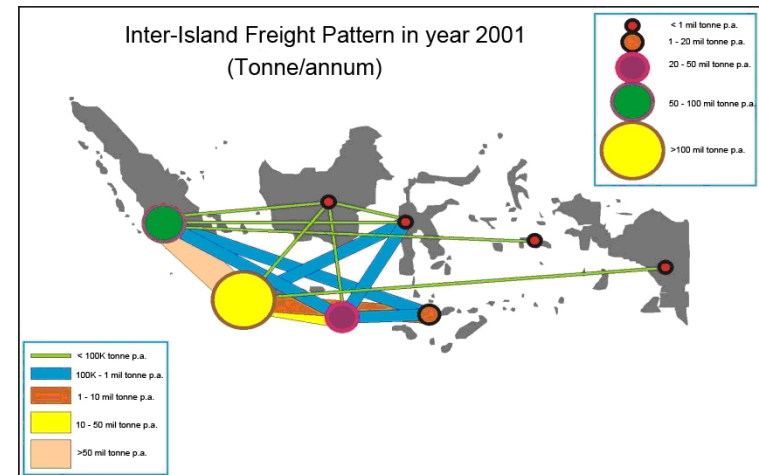 Inter-Island Freight Pattern in year 2001
(Tonne/annum)
< 1 mil tonne p.a.
1 - 20 mil tonne p.a.
20 - 50 mil tonne p.a.
50 - 100 mil tonne p.a.
>100 mil tonne p.a.
< 100K tonne p.a.
100K - 1 mil tonne p.a.
1 - 10 mil tonne p.a.
10 - 50 mil tonne p.a.
>50 mil tonne p.a.